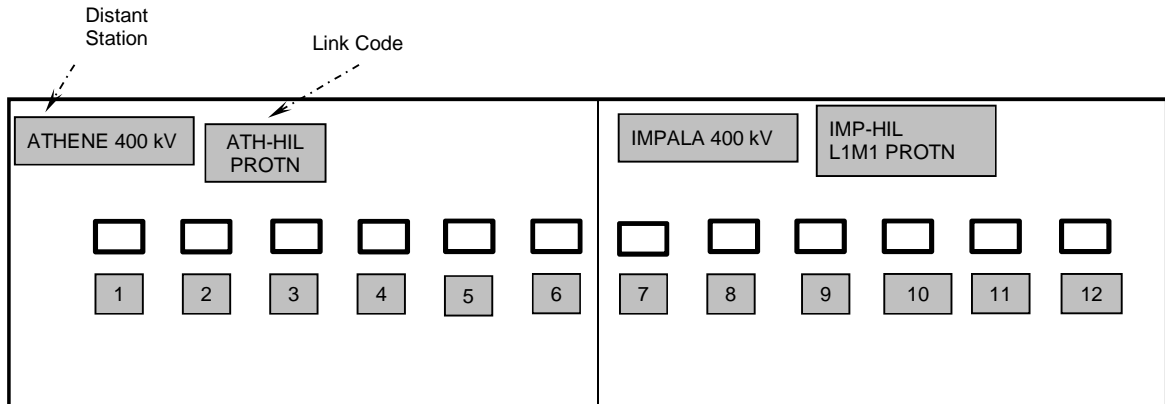 Distant
Station
Link Code
ATHENE 400 kV
ATH-HIL
PROTN
IMPALA 400 kV
IMP-HIL
L1M1 PROTN
1 2 3 4 5 6 7 8 9 10 11 12